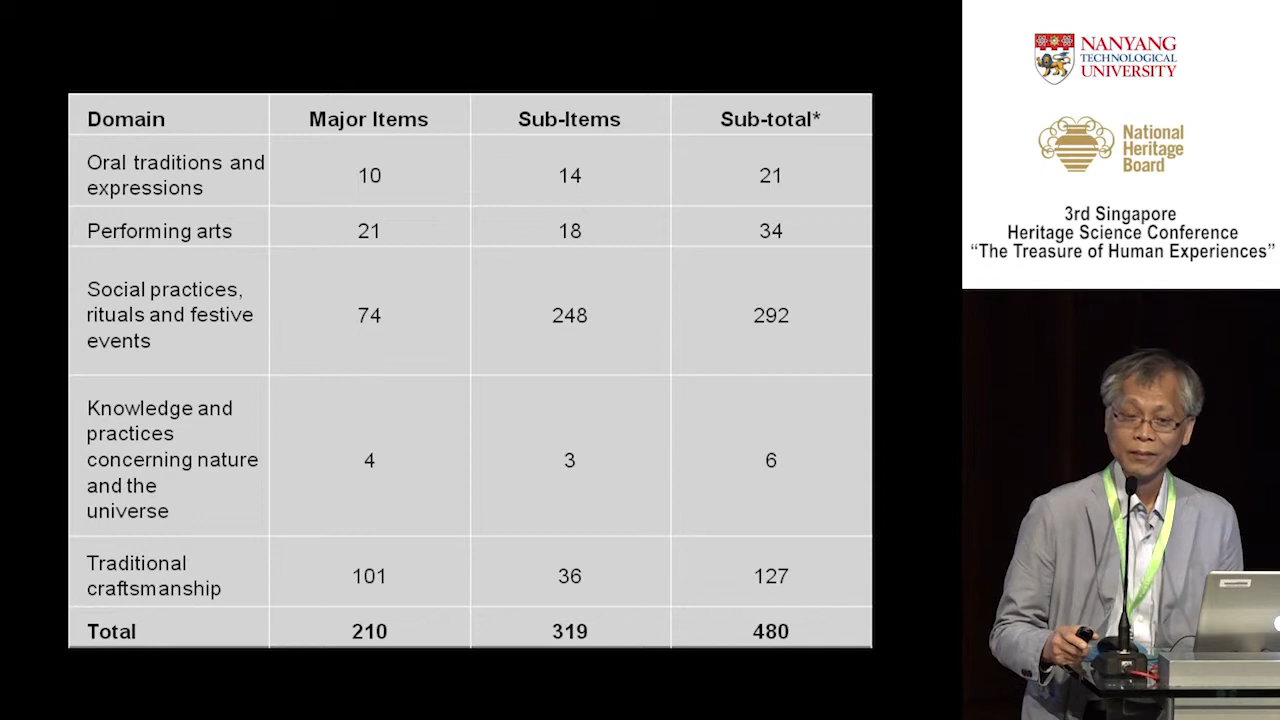 Domain Major Items Sub-Items Sub-total*
Oral traditions and
expressions
10 14 21
Performing arts 21 18 34
Social practices,
rituals and festive
events
74 248 292
Knowledge and
practices
concerning nature
and the
universe
4 3 6
Traditional
craftsmanship
101 36 127
Total 210 319 480
NANYANG
TECHNOLOGICAL
UNIVERSITY
National
Heritage
Board
3rd Singapore
Heritage Science Conference
“The Treasure of Human Experiences”